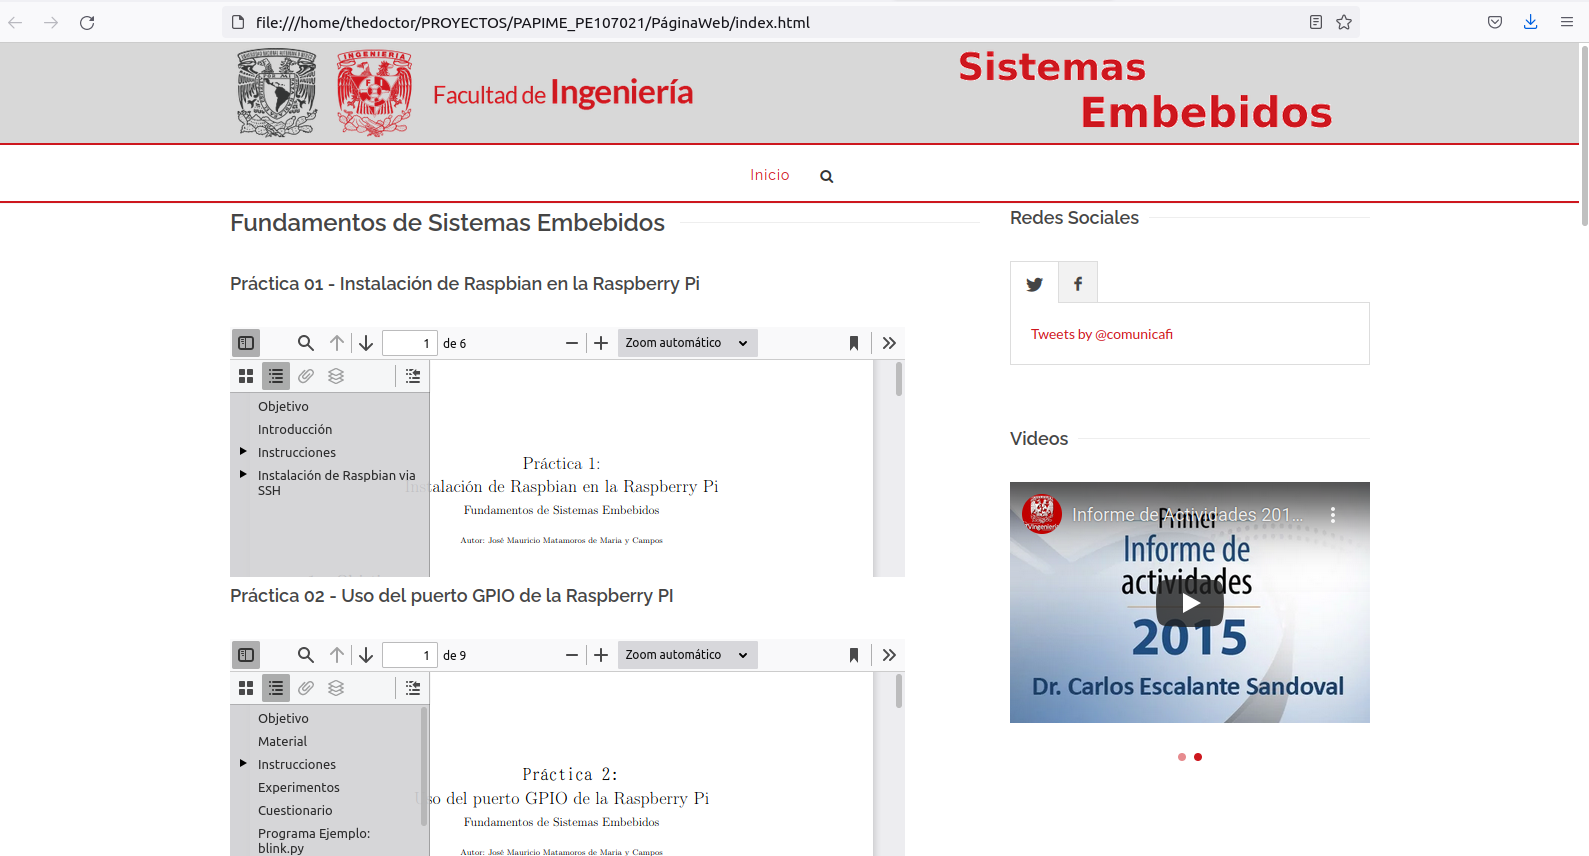 file:///home/thedoctor/PROYECTOS/PAPIME_PE107021/PáginaWeb/index.html
Facultad de Ingeniería
Sistemas
Embebidos
Inicio
Fundamentos de Sistemas Embebidos
Práctica 01 - Instalación de Raspbian en la Raspberry Pi
1 de 6
Zoom automático
Objetivo
Introducción
Instrucciones
Instalación de Raspbian via
SSH
Práctica 1:
Instalación de Raspbian en la Raspberry Pi
Fundamentos de Sistemas Embebidos
Autor: José Mauricio Matamoros de Maria y Campos
Práctica 02 - Uso del puerto GPIO de la Raspberry PI
1 de 9
Zoom automático
Objetivo
Material
Instrucciones
Experimentos
Cuestionario
Programa Ejemplo:
blink.py
Práctica 2:
Uso del puerto GPIO de la Raspberry Pi
Fundamentos de Sistemas Embebidos
Autor: José Mauricio Matamoros de Maria y Campos
Redes Sociales
Tweets by @comunicafi
Videos
Informe de Actividades 201...
Primer
Informe de
actividades
2015
Dr. Carlos Escalante Sandoval